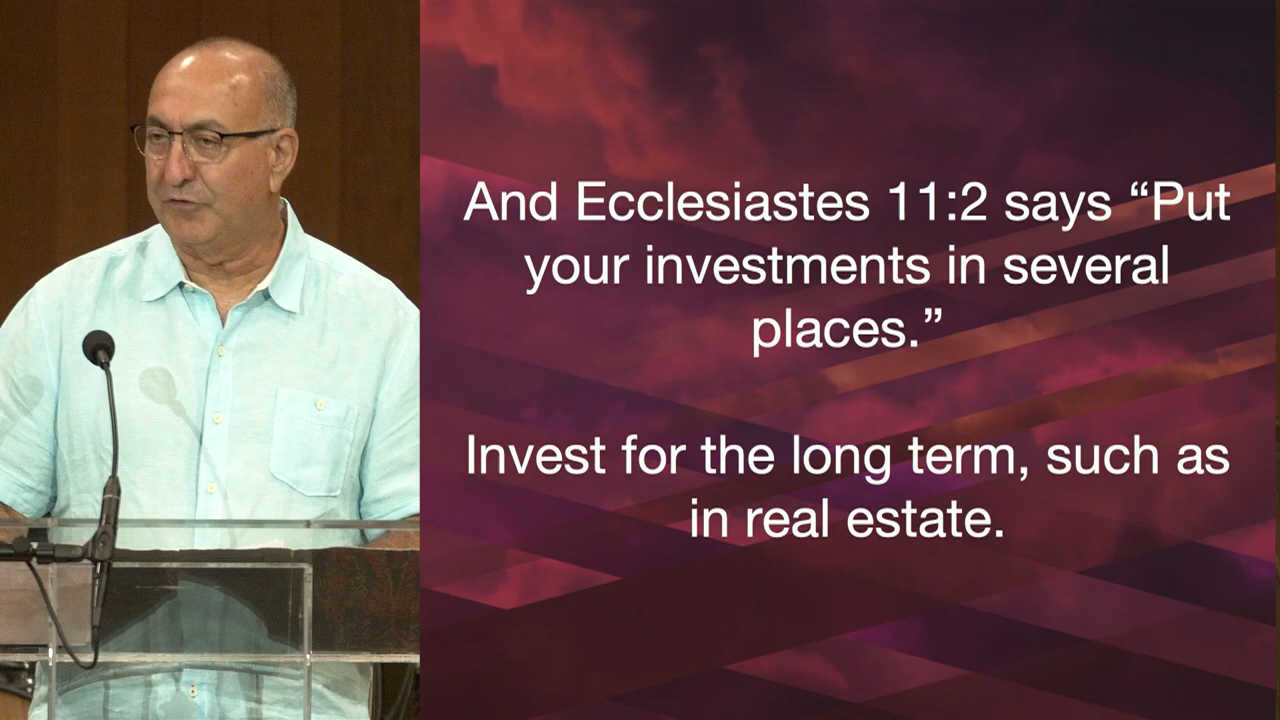 And Ecclesiastes 11:2 says “Put
your investments in several
places.”
Invest for the long term, such as
in real estate.